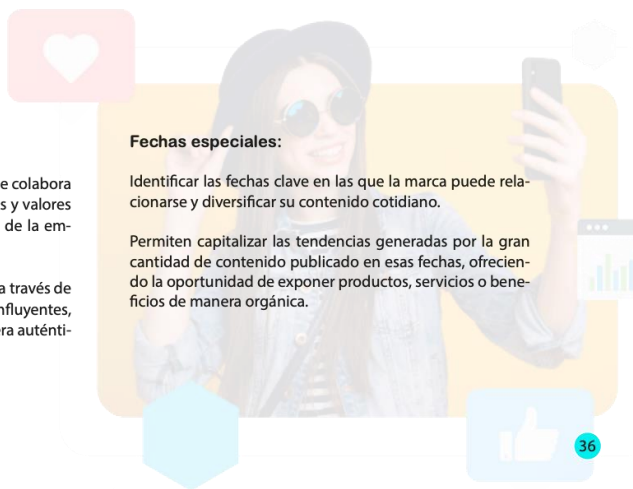 e colabora
s y valores
de la em-
a través de
nfluyentes,
ra auténti-
Fechas especiales:
Identificar las fechas clave en las que la marca puede rela-
cionarse y diversificar su contenido cotidiano.
Permiten capitalizar las tendencias generadas por la gran
cantidad de contenido publicado en esas fechas, ofrecien-
do la oportunidad de exponer productos, servicios o bene-
ficios de manera orgánica.
36